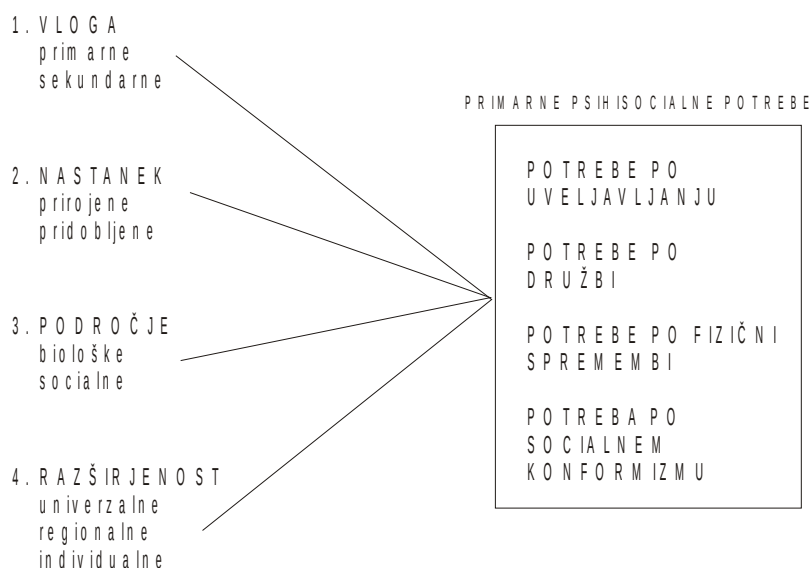 1. VLOGA
primarne
sekundarne
2. NASTANEK
prirojene
pridobljene
3. PODROČJE
biološke
socialne
4. RAZŠIRJENOST
univerzalne
regionalne
individualne
PRIMARNE PSIHISOCIALNE POTREBE
POTREBE PO
UVELJAVLJANJU
POTREBE PO
DRUŽBI
POTREBE PO FIZIČNI
SPREMEMBI
POTREBA PO
SOCIALNEM
KONFORMIZMU